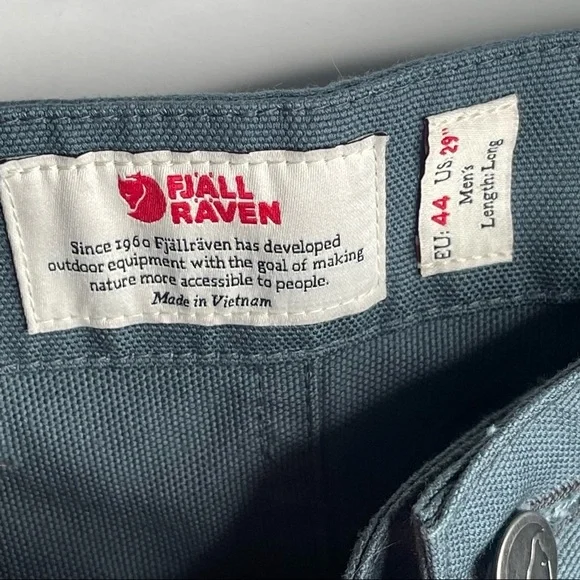 FJÄLL
RÄVEN
Since 1960 Fjällräven has developed
outdoor equipment with the goal of making
nature more accessible to people.
Made in Vietnam
EU: 44 US: 29"
Men's
Length: Long